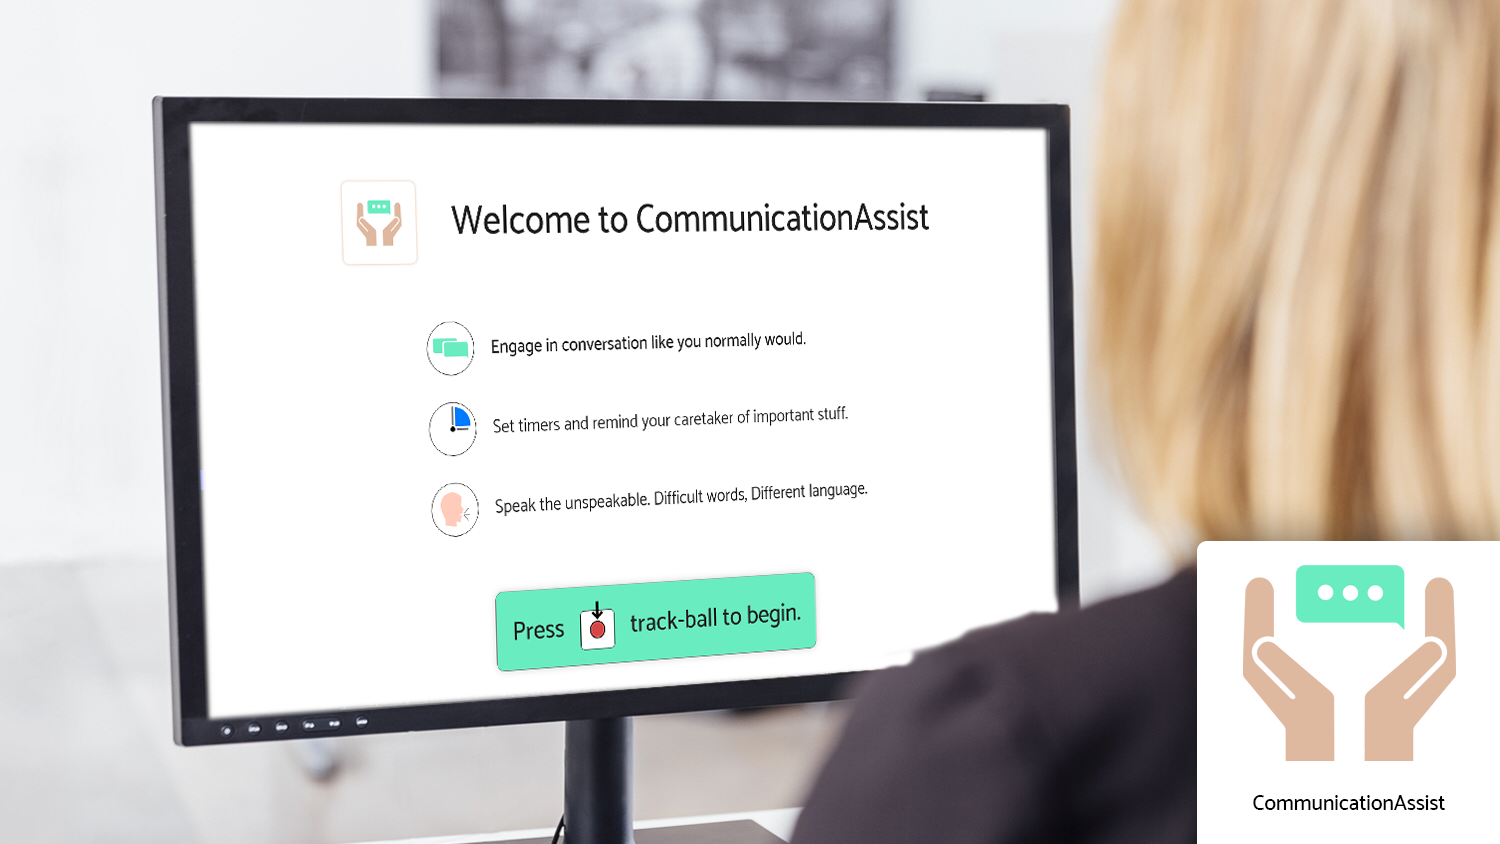 Welcome to CommunicationAssist
Engage in conversation like you normally would.
Set timers and remind your caretaker of important stuff.
Speak the unspeakable. Difficult words, Different language.
Press track-ball to begin.
CommunicationAssist